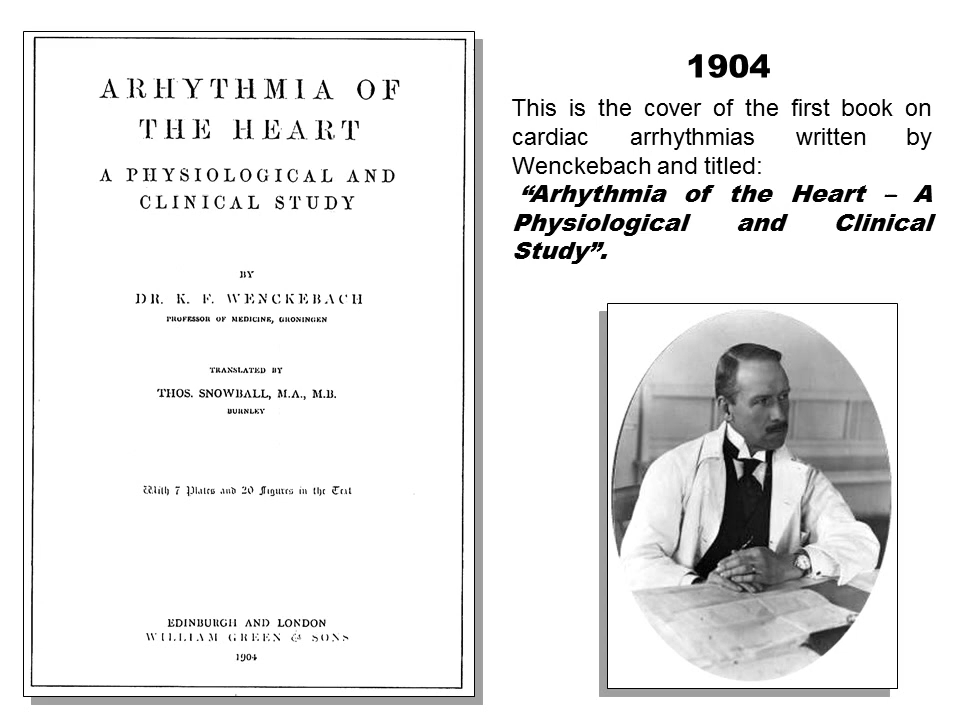 ARHYTHMIA OF
THE HEART
A PHYSIOLOGICAL AND
CLINICAL STUDY
BY
DR. K. F. WENCKEBACH
PROFESSOR OF MEDICINE, GRONINGEN
TRANSLATED BY
THOS. SNOWBALL, M.A., M.B.
BURNLEY
With 7 Plates and 20 Figures in the Text
EDINBURGH AND LONDON
WILLIAM GREEN & SONS
1904
1904
This is the cover of the first book on
cardiac arrhythmias written by
Wenckebach and titled:
“Arhythmia of the Heart – A
Physiological and Clinical
Study”.